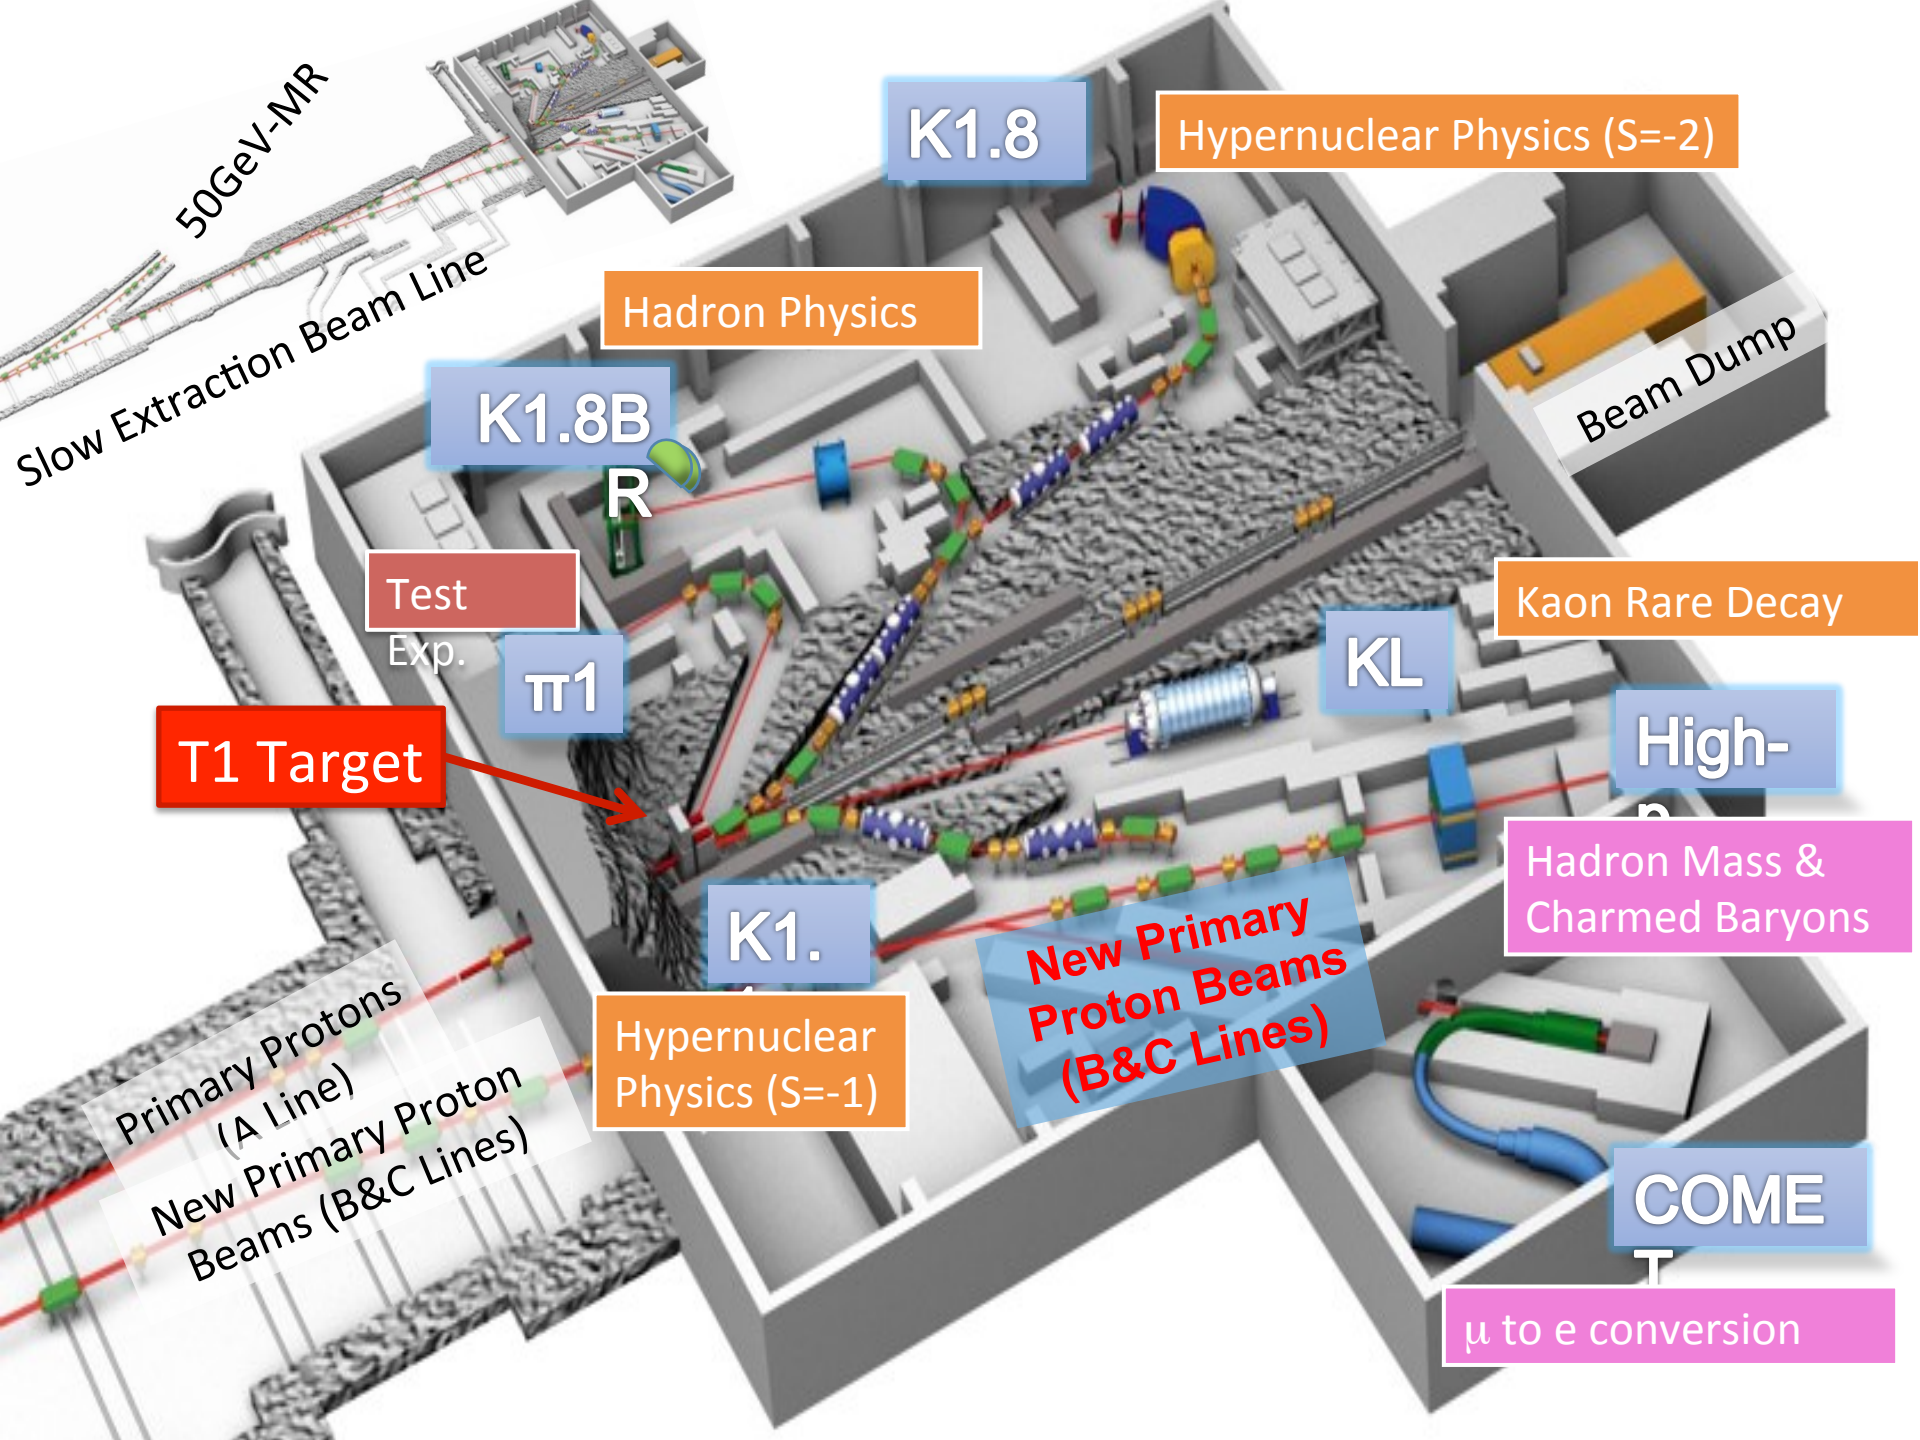 50GeV-MR
Slow Extraction Beam Line
K1.8
Hypernuclear Physics (S=-2)
Hadron Physics
K1.8B
R
Beam Dump
Test
Exp.
π1
T1 Target
Kaon Rare Decay
KL
High-
Hadron Mass &
Charmed Baryons
K1.
Hypernuclear
Physics (S=-1)
New Primary
Proton Beams
(B&C Lines)
Primary Protons
(A Line)
New Primary Proton
Beams (B&C Lines)
COME
T
μ to e conversion